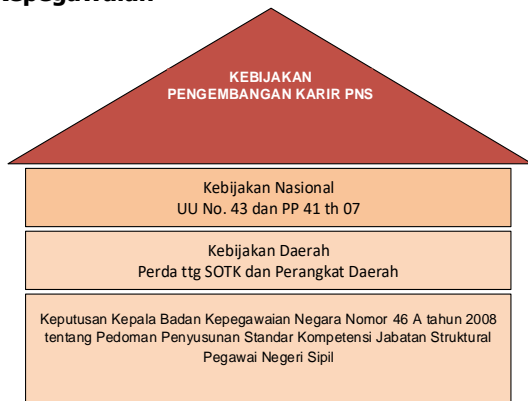 Kepegawaian
KEBIJAKAN
PENGEMBANGAN KARIR PNS
Kebijakan Nasional
UU No. 43 dan PP 41 th 07
Kebijakan Daerah
Perda ttg SOTK dan Perangkat Daerah
Keputusan Kepala Badan Kepegawaian Negara Nomor 46 A tahun 2008
tentang Pedoman Penyusunan Standar Kompetensi Jabatan Struktural
Pegawai Negeri Sipil